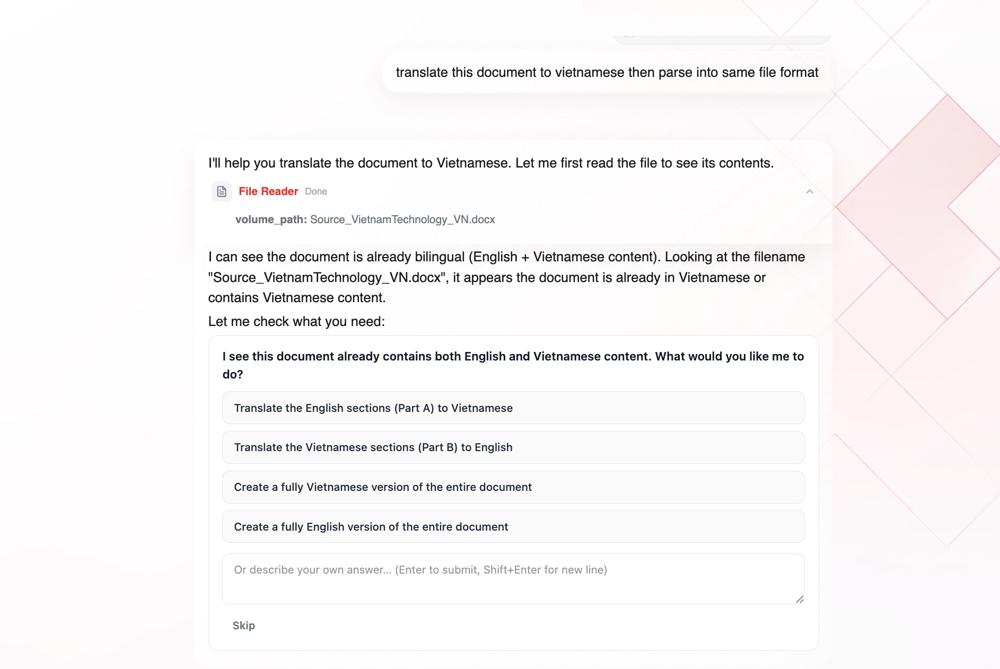 translate this document to vietnamese then parse into same file format
I'll help you translate the document to Vietnamese. Let me first read the file to see its contents.
File Reader Done
volume_path: Source_VietnamTechnology_VN.docx
I can see the document is already bilingual (English + Vietnamese content). Looking at the filename
"Source_VietnamTechnology_VN.docx", it appears the document is already in Vietnamese or
contains Vietnamese content.
Let me check what you need:
I see this document already contains both English and Vietnamese content. What would you like me to
do?
Translate the English sections (Part A) to Vietnamese
Translate the Vietnamese sections (Part B) to English
Create a fully Vietnamese version of the entire document
Create a fully English version of the entire document
Or describe your own answer... (Enter to submit, Shift+Enter for new line)
Skip